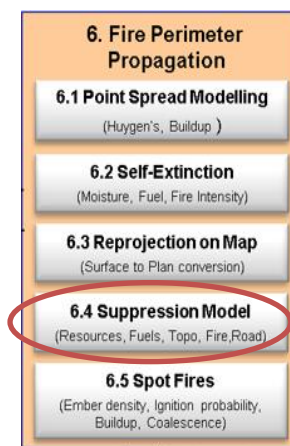 6. Fire Perimeter
Propagation
6.1 Point Spread Modelling
(Huygen's, Buildup )
6.2 Self-Extinction
(Moisture, Fuel, Fire Intensity)
6.3 Reprojection on Map
(Surface to Plan conversion)
6.4 Suppression Model
(Resources, Fuels, Topo, Fire,Road)
6.5 Spot Fires
(Ember density, Ignition probability,
Buildup, Coalescence)